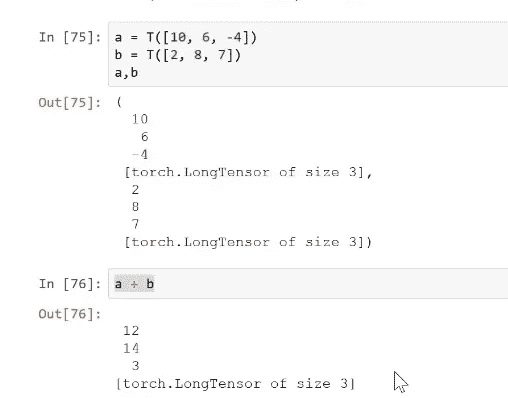 In [75]: a = T([10, 6, -4])
b = T([2, 8, 7])
a,b
Out[75]: (
10
6
-4
[torch.LongTensor of size 3],
2
8
7
[torch.LongTensor of size 3])
In [76]: a + b
Out[76]:
12
14
3
[torch.LongTensor of size 3]